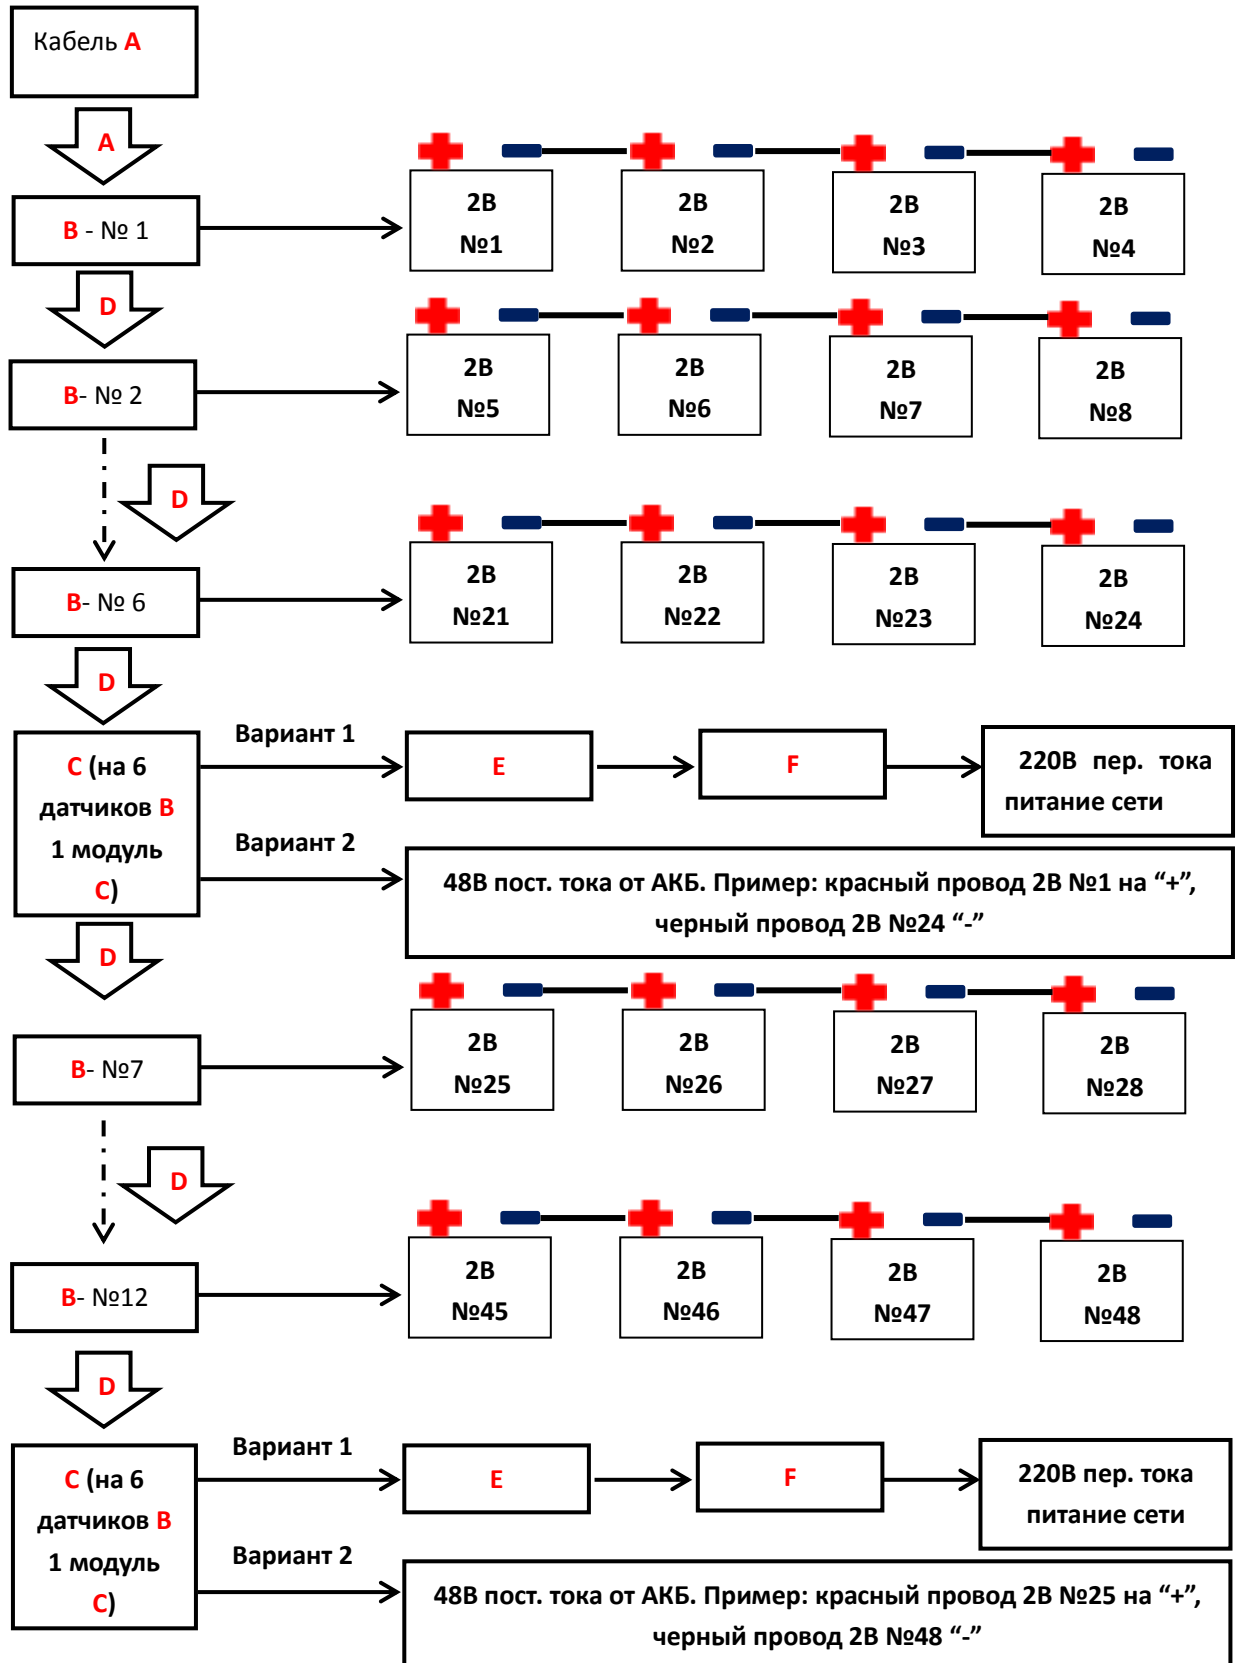 Кабель A
A
B - № 1
2В
№1
2В
№2
2В
№3
2В
№4
D
B- № 2
2В
№5
2В
№6
2В
№7
2В
№8
D
B- № 6
2В
№21
2В
№22
2В
№23
2В
№24
D
C (на 6
датчиков B
1 модуль
C)
Вариант 1
E
F
220В пер. тока
питание сети
Вариант 2
48В пост. тока от АКБ. Пример: красный провод 2В №1 на “+”,
черный провод 2В №24 “-”
D
B- №7
2В
№25
2В
№26
2В
№27
2В
№28
D
B- №12
2В
№45
2В
№46
2В
№47
2В
№48
D
C (на 6
датчиков B
1 модуль
C)
Вариант 1
E
F
220В пер. тока
питание сети
Вариант 2
48В пост. тока от АКБ. Пример: красный провод 2В №25 на “+”,
черный провод 2В №48 “-”